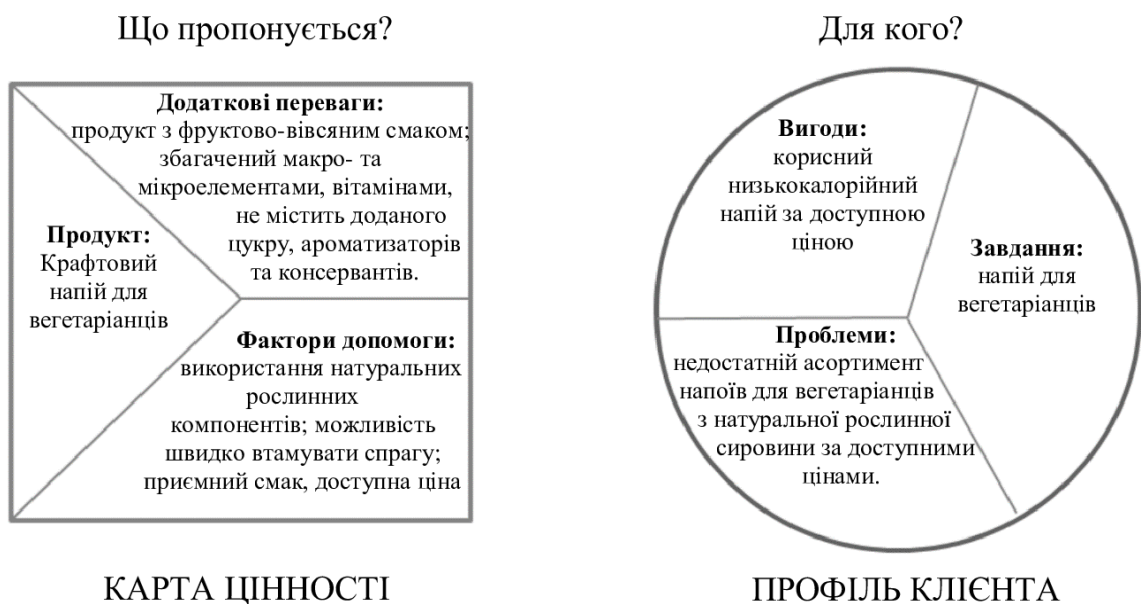 Що пропонується?
Додаткові переваги:
продукт з фруктово-вівсяним смаком;
збагачений макро- та
мікроелементами, вітамінами,
не містить доданого
цукру, ароматизаторів
та консервантів.
Продукт:
Крафтовий
напій для
вегетаріанців
Фактори допомоги:
використання натуральних
рослинних
компонентів; можливість
швидко втамувати спрагу;
приємний смак, доступна ціна
КАРТА ЦІННОСТІ
Для кого?
Вигоди:
корисний
низькокалорійний
напій за доступною
ціною
Завдання:
напій для
вегетаріанців
Проблеми:
недостатній асортимент
напоїв для вегетаріанців
з натуральної рослинної
сировини за доступними
цінами.
ПРОФІЛЬ КЛІЄНТА